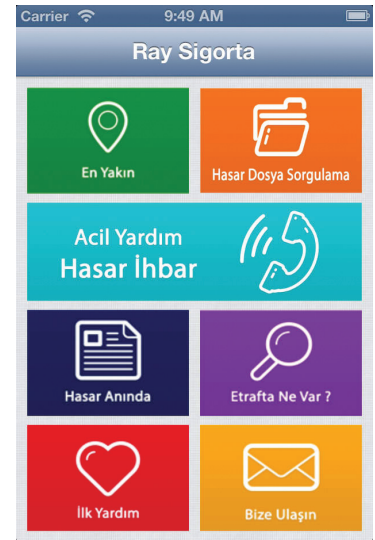 Carrier 9:49 AM
Ray Sigorta
En Yakın
Hasar Dosya Sorgulama
Acil Yardım
Hasar İhbar
Hasar Anında
Etrafta Ne Var ?
İlk Yardım
Bize Ulaşın